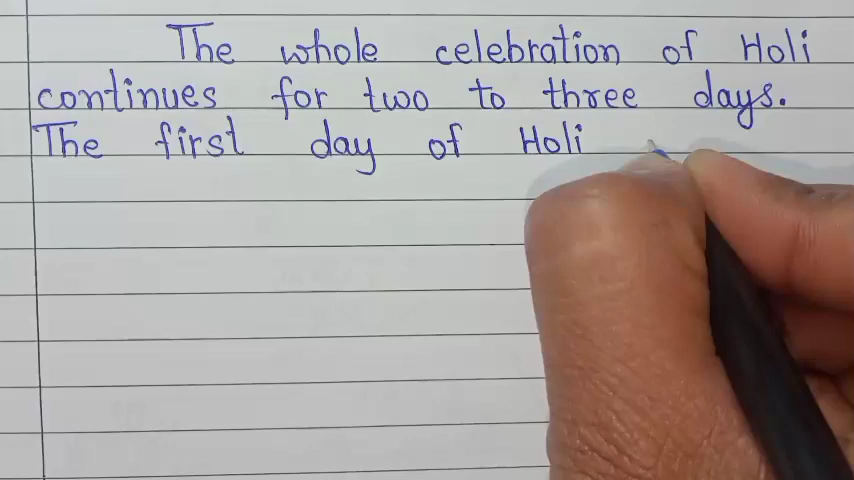 The whole celebration of Holi
continues for two to three days.
The first day of Holi